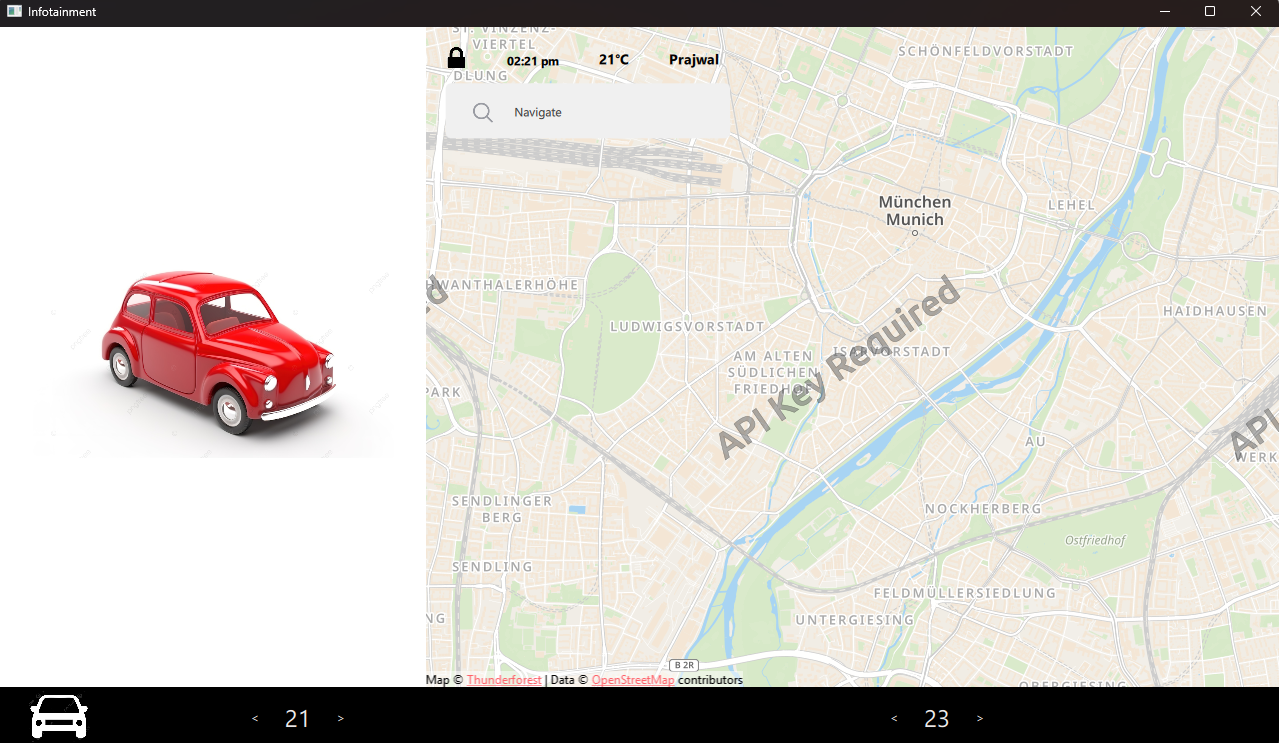 Infotainment
ST. VINZENZ-
VIERTEL
DLUNG
02:21 pm
21°C
Prajwal
Navigate
SCHÖNFELDVORSTADT
München
Munich
LEHEL
HWANTHALERHÖHE
ed
LUDWIGSVORSTADT
HAIDHAUSEN
AM ALTEN
SÜDLICHEN
FRIEDHOF
ISARVORSTADT
API Key Required
PARK
AU
API
WERK
SENDLINGER
BERG
NOCKHERBERG
Ostfriedhof
SENDLING
FELDMÜLLERSIEDLUNG
NG
UNTERGIESING
B 2R
OBERGIESING
Map © Thunderforest | Data © OpenStreetMap contributors
< 21 >
< 23 >